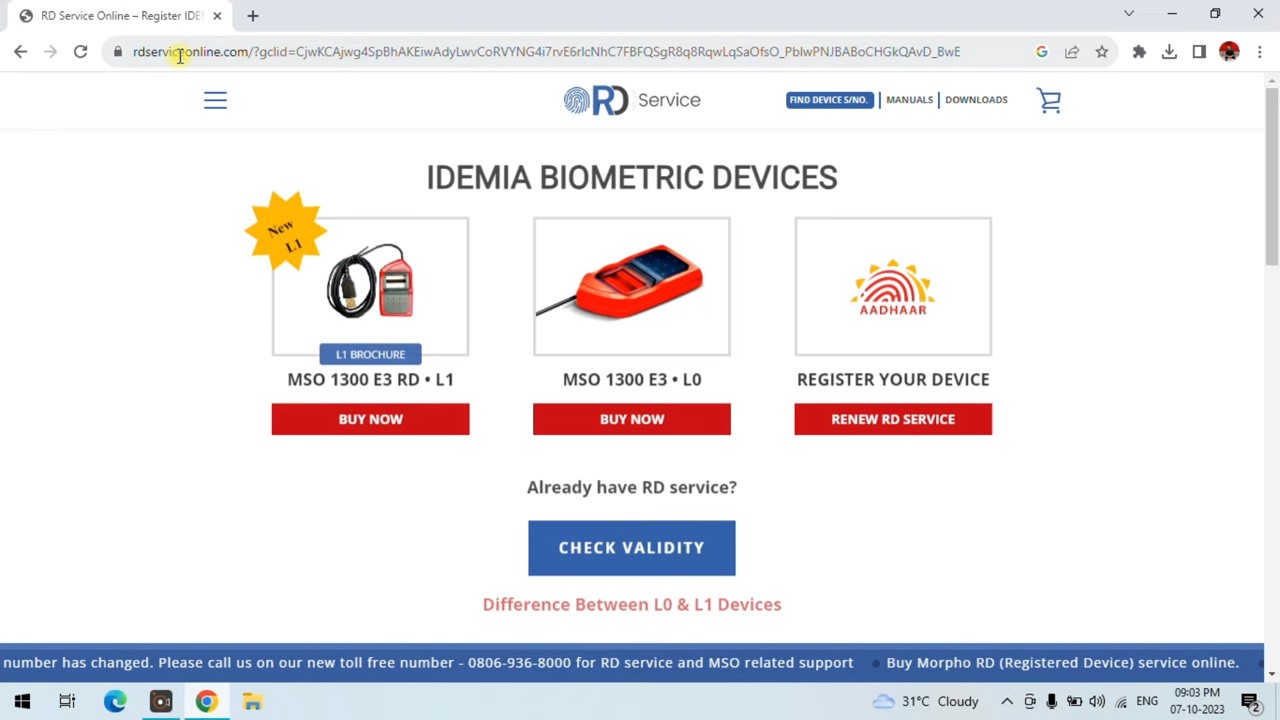 RD Service Online – Register IDE
rdserviceonline.com/?gclid=CjwKCAjwg4SpBhAKEiwAdyLwvCoRVYNG4i7rvE6rlcNhC7FBFQSgR8q8RqwLqSaOfsO_PbIwPNJBABoCHGkQAvD_BwE
RD Service
FIND DEVICE S/NO. MANUALS DOWNLOADS
IDEMIA BIOMETRIC DEVICES
New
L1
AADHAAR
L1 BROCHURE
MSO 1300 E3 RD • L1 MSO 1300 E3 • L0 REGISTER YOUR DEVICE
BUY NOW BUY NOW RENEW RD SERVICE
Already have RD service?
CHECK VALIDITY
Difference Between L0 & L1 Devices
number has changed. Please call us on our new toll free number - 0806-936-8000 for RD service and MSO related support • Buy Morpho RD (Registered Device) service online.
31°C Cloudy ENG 09:03 PM
07-10-2023 2